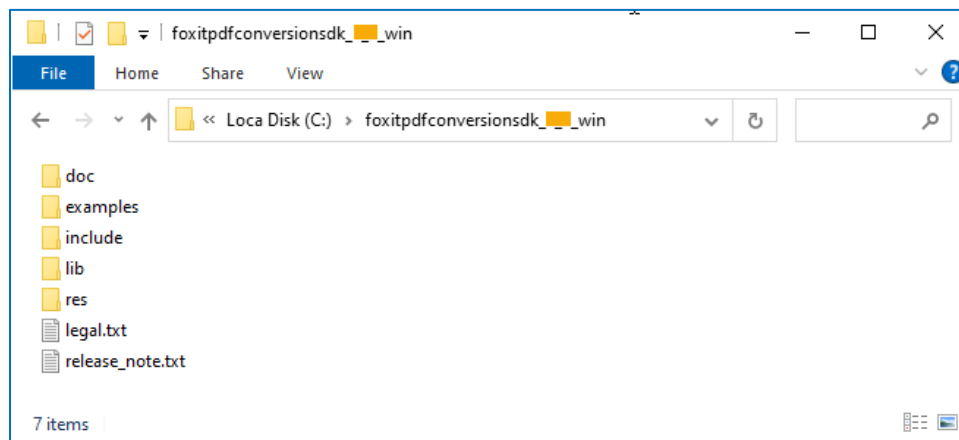 foxitpdfconversionsdk_ _ _win
File Home Share View
« Loca Disk (C:) › foxitpdfconversionsdk_ _ _win
doc
examples
include
lib
res
legal.txt
release_note.txt
7 items